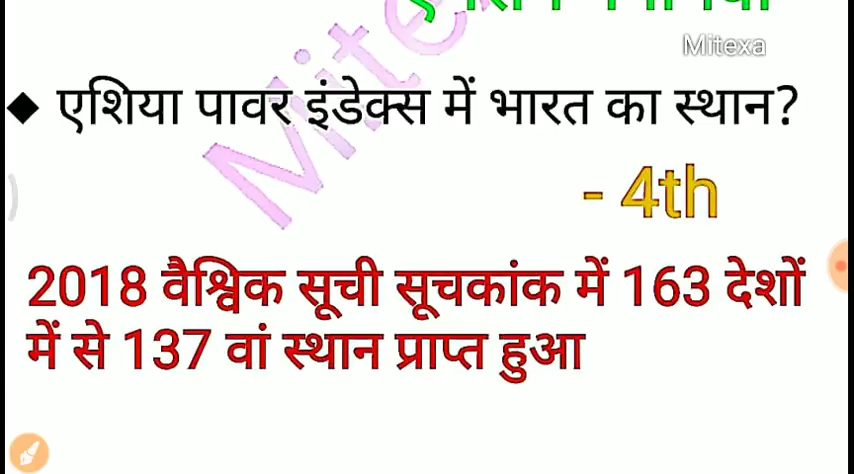 Mitexa
◆ एशिया पावर इंडेक्स में भारत का स्थान?
- 4th
2018 वैश्विक सूची सूचकांक में 163 देशों
में से 137 वां स्थान प्राप्त हुआ